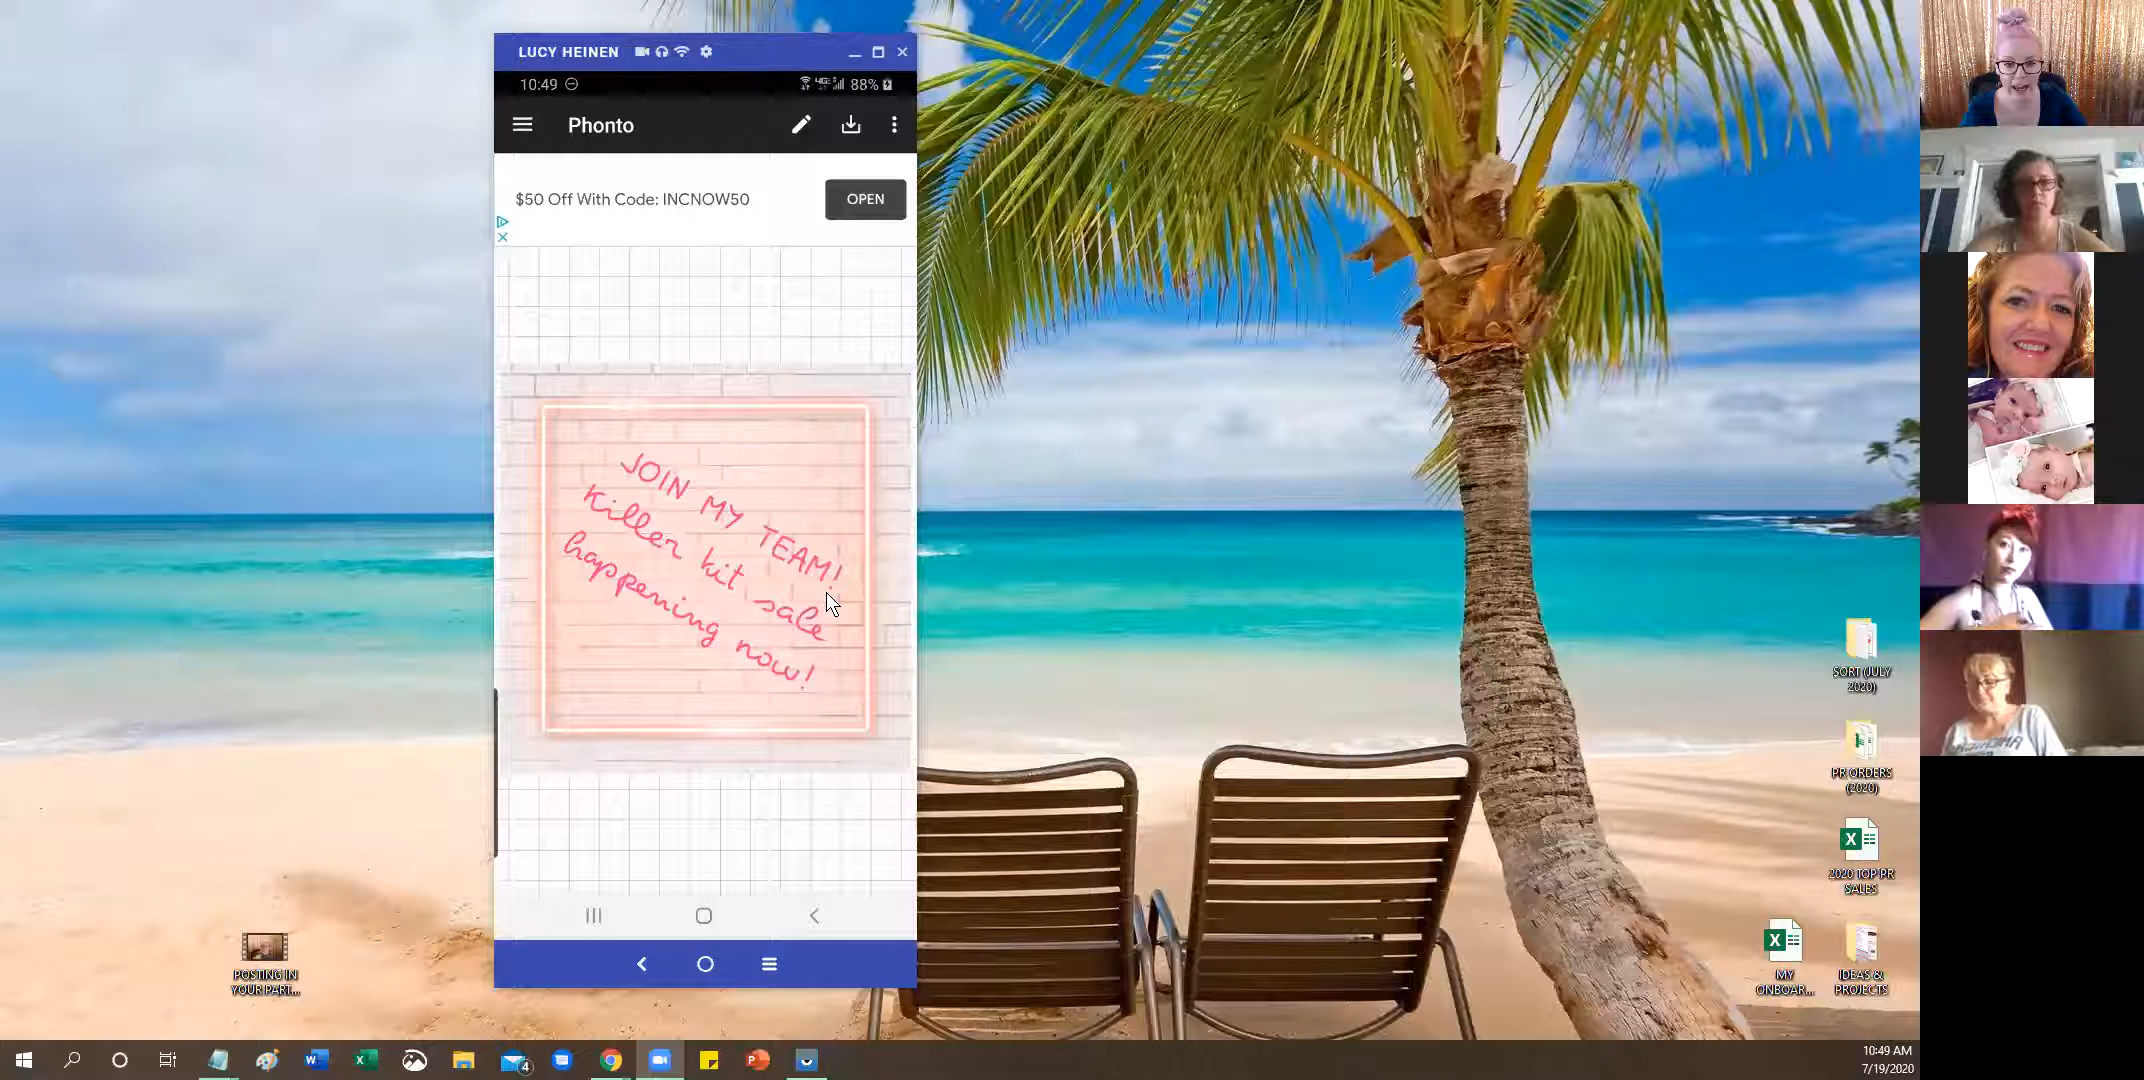 LUCY HEINEN
10:49
88%
Phonto
$50 Off With Code: INCNOW50
OPEN
JOIN MY TEAM!
Killer kit sale
happening now!
SORT (JULY
2020)
PR ORDERS
(2020)
2020 TOP PR
SALES
MY
ONBOAR...
IDEAS &
PROJECTS
POSTING IN
YOUR PART...
4
10:49 AM
7/19/2020